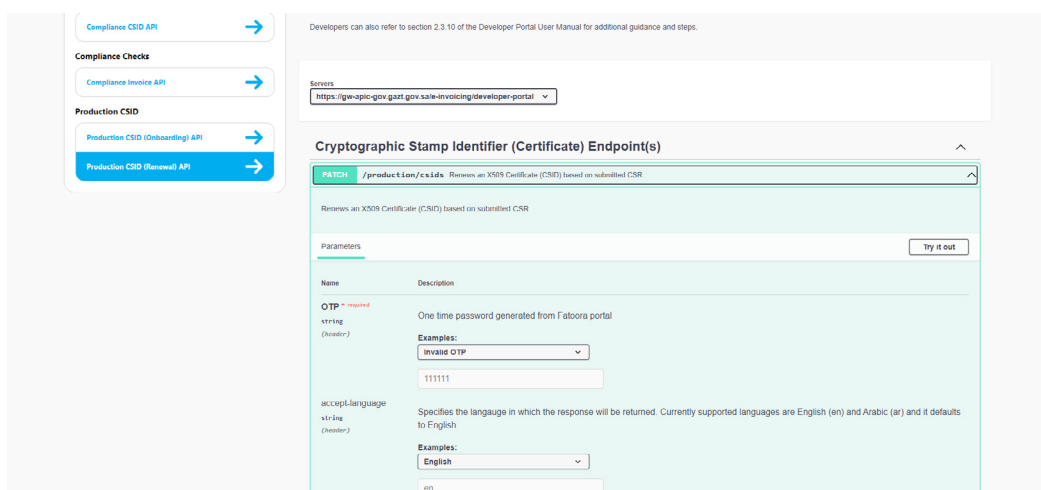 Compliance CSID API
Compliance Checks
Compliance Invoice API
Production CSID
Production CSID (Onboarding) API
Production CSID (Renewal) API
Developers can also refer to section 2.3.10 of the Developer Portal User Manual for additional guidance and steps.
Servers
https://gw-apic-gov.gazt.gov.sa/e-invoicing/developer-portal
Cryptographic Stamp Identifier (Certificate) Endpoint(s)
PATCH /production/csids Renews an X509 Certificate (CSID) based on submitted CSR
Renews an X509 Certificate (CSID) based on submitted CSR
Parameters
Try it out
Name Description
OTP * required
string
(header)
One time password generated from Fatoora portal
Examples:
Invalid OTP
111111
accept-language
string
(header)
Specifies the langauge in which the response will be returned. Currently supported languages are English (en) and Arabic (ar) and it defaults
to English
Examples:
English
en